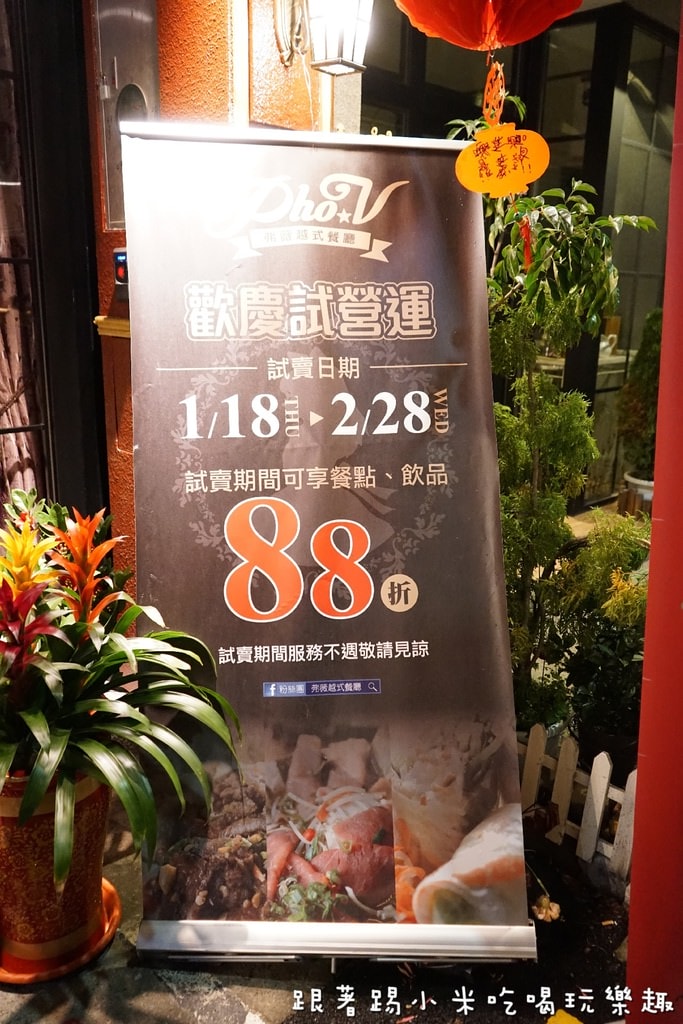 Pho★V
弗薇越式餐廳
歡慶試營運
試賣日期
1/18 THU ▸ 2/28 WED
試賣期間可享餐點、飲品
88折
試賣期間服務不週敬請見諒
f 粉絲團 弗薇越式餐廳
跟著踢小米吃喝玩樂趣